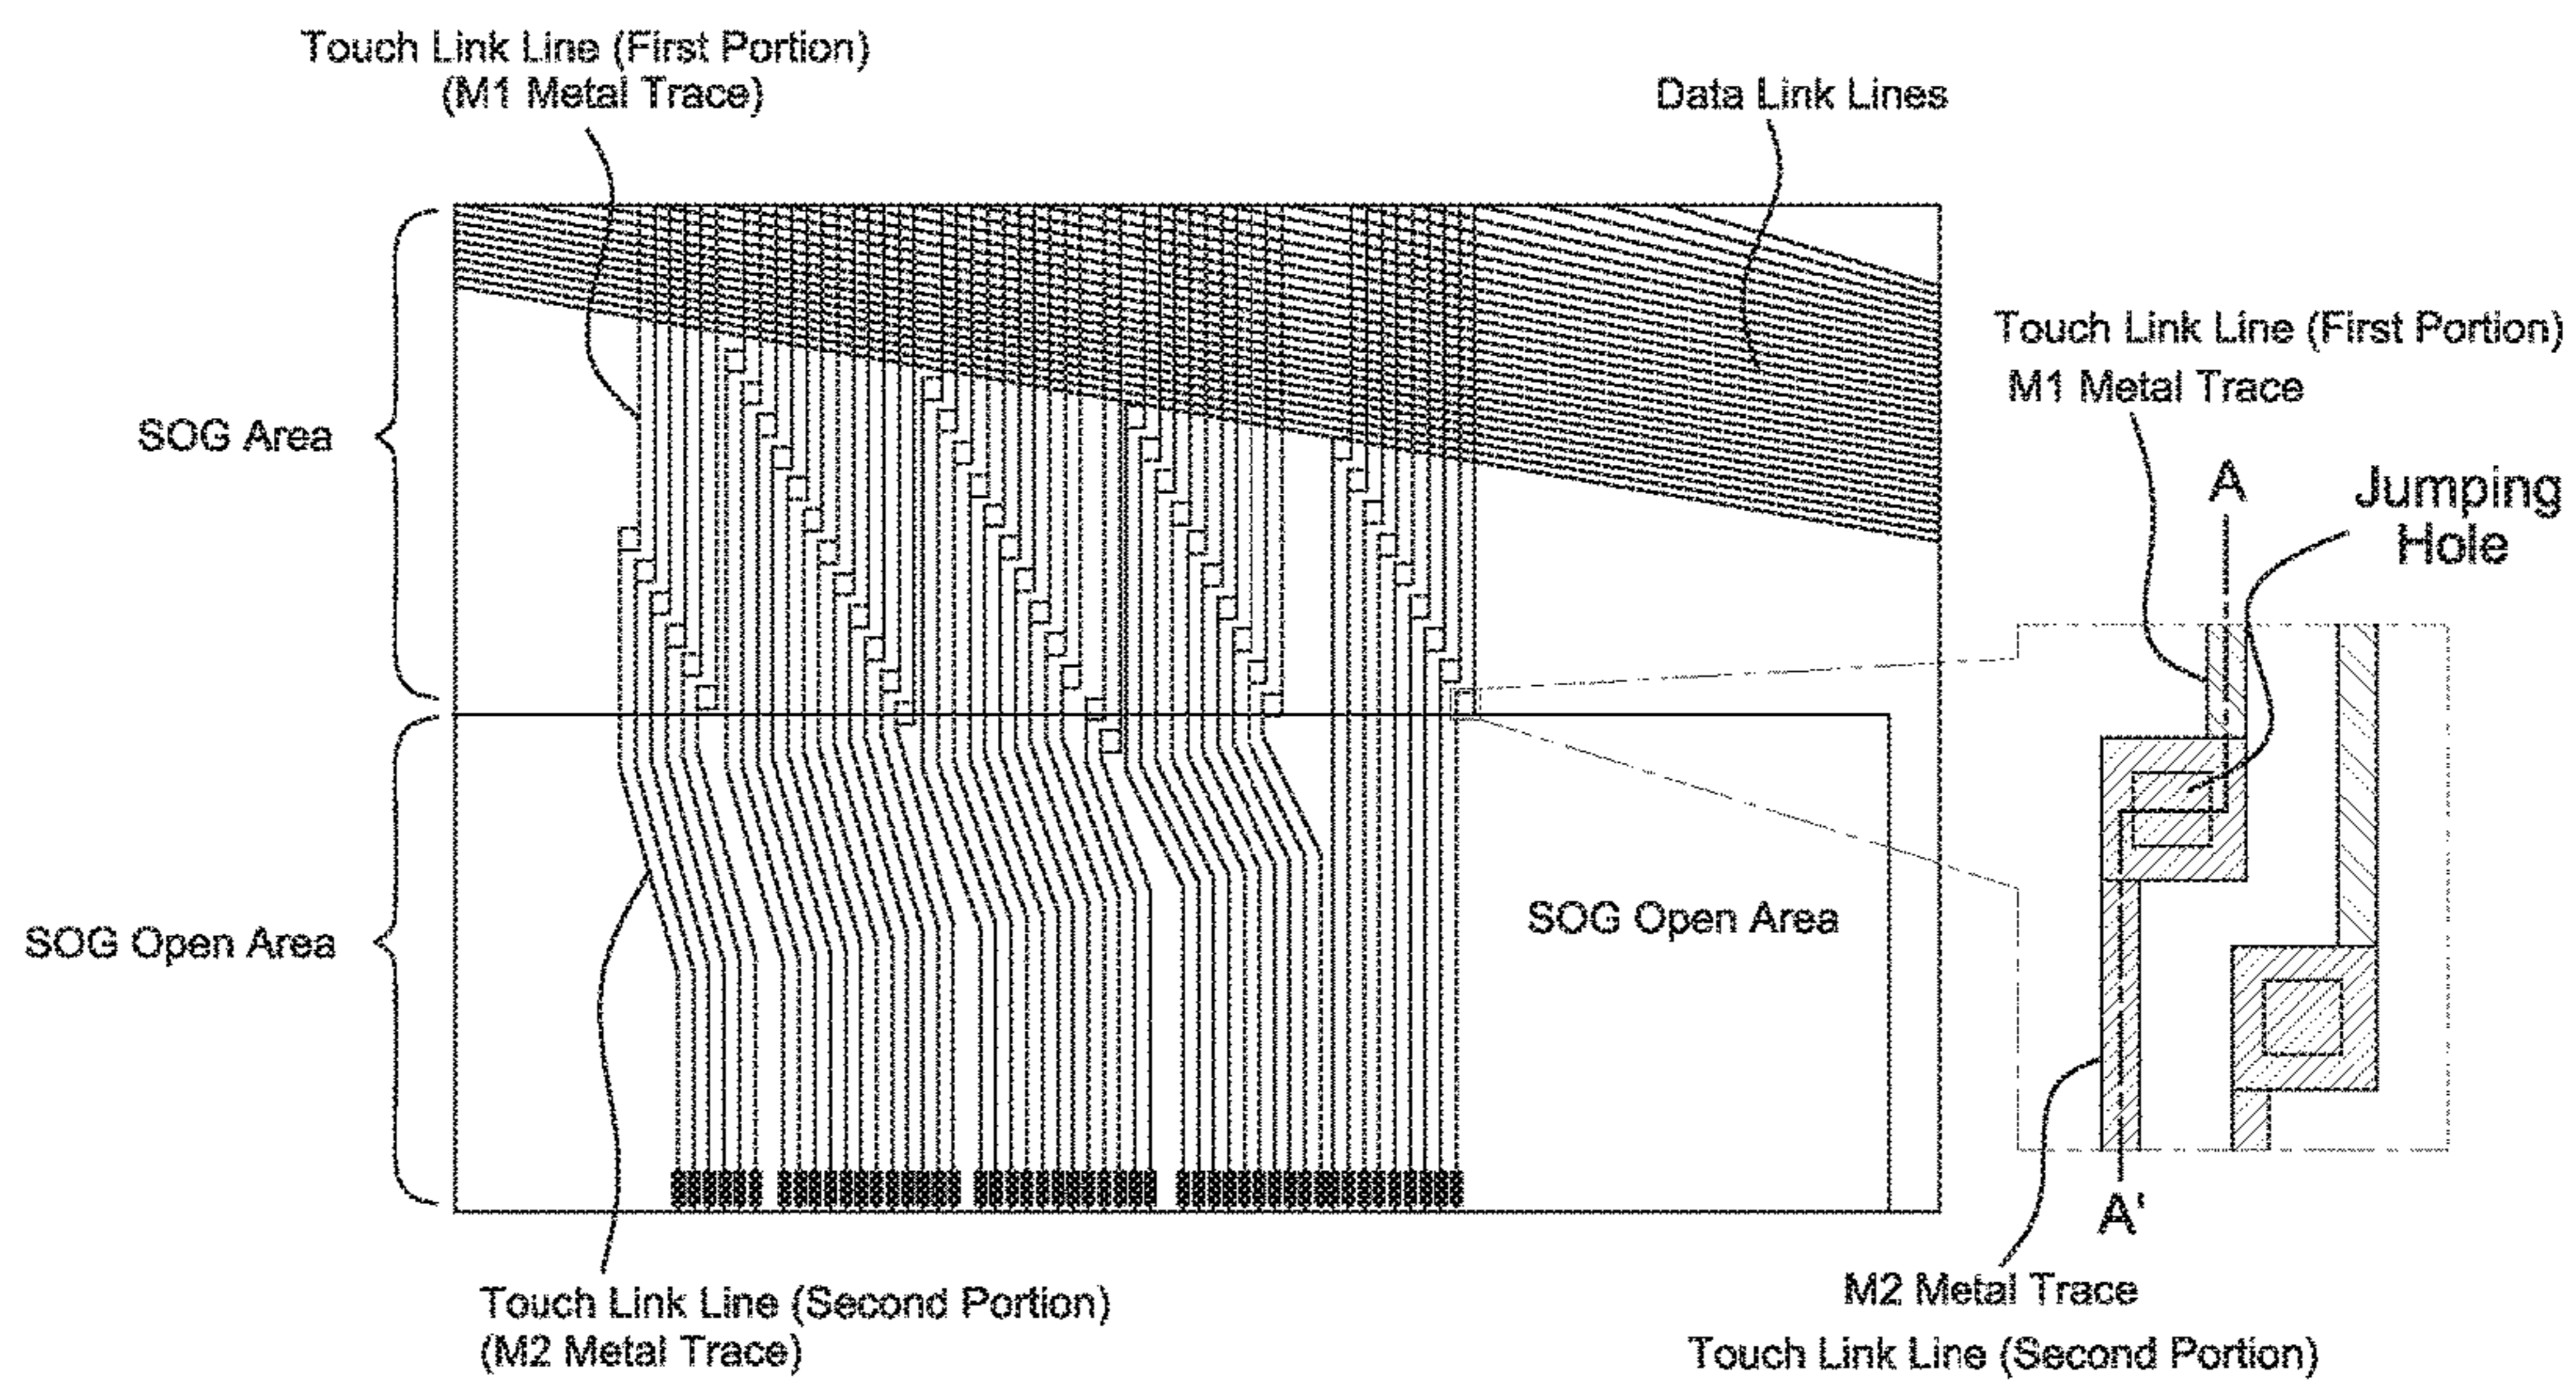 Touch Link Line (First Portion)
(M1 Metal Trace)
Data Link Lines
Touch Link Line (First Portion)
M1 Metal Trace
SOG Area
A
Jumping
Hole
SOG Open Area
SOG Open Area
A'
M2 Metal Trace
Touch Link Line (Second Portion)
Touch Link Line (Second Portion)
(M2 Metal Trace)